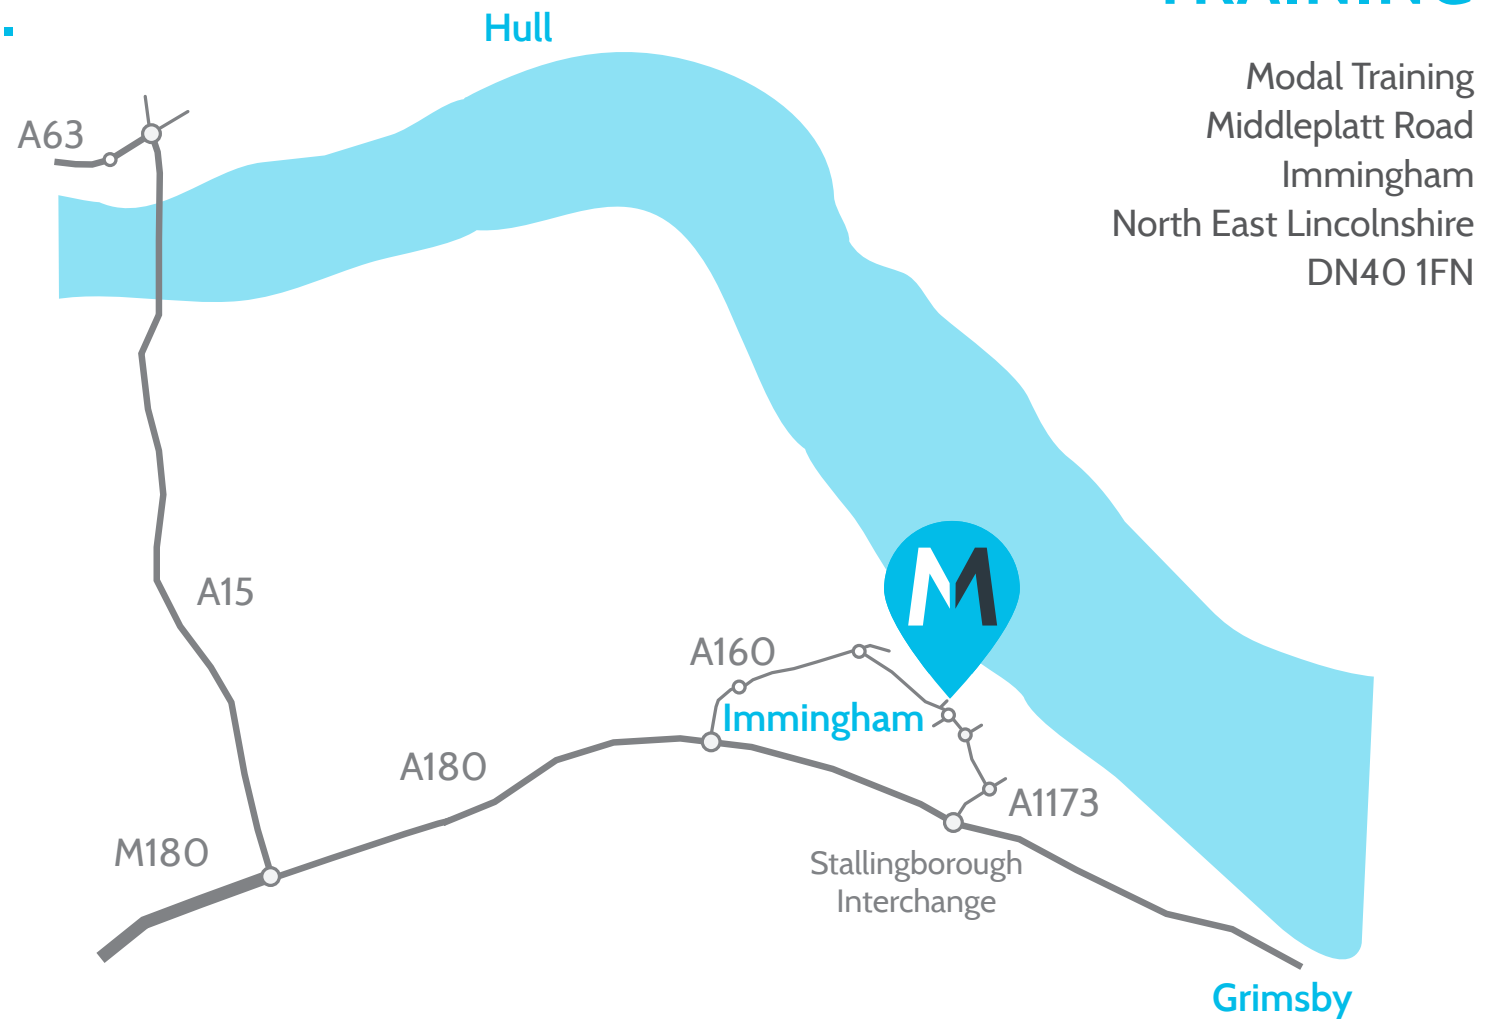 TRAINING
Hull
Modal Training
Middleplatt Road
Immingham
North East Lincolnshire
DN40 1FN
A63
A15
A160
M
Immingham
A180
A1173
M180
Stallingborough
Interchange
Grimsby